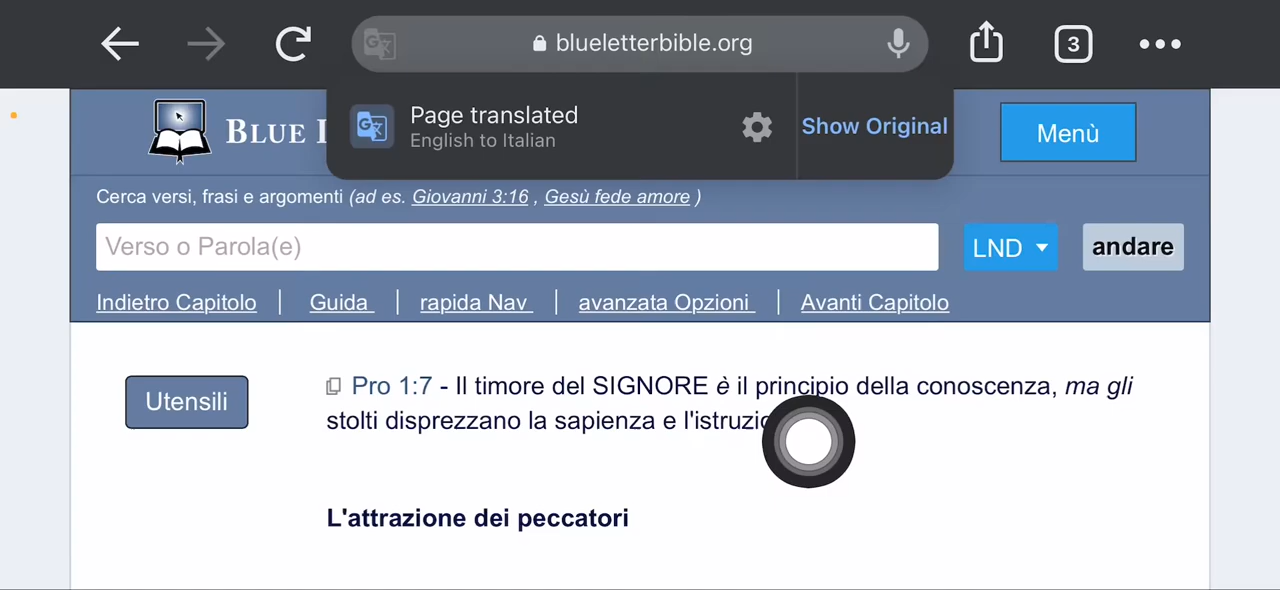 blueletterbible.org
3
Page translated
English to Italian
Show Original
BLUE
Menù
Cerca versi, frasi e argomenti (ad es. Giovanni 3:16 , Gesù fede amore )
Verso o Parola(e)
LND
andare
Indietro Capitolo | Guida | rapida Nav | avanzata Opzioni | Avanti Capitolo
Utensili
Pro 1:7 - Il timore del SIGNORE è il principio della conoscenza, ma gli
stolti disprezzano la sapienza e
L'attrazione dei peccatori